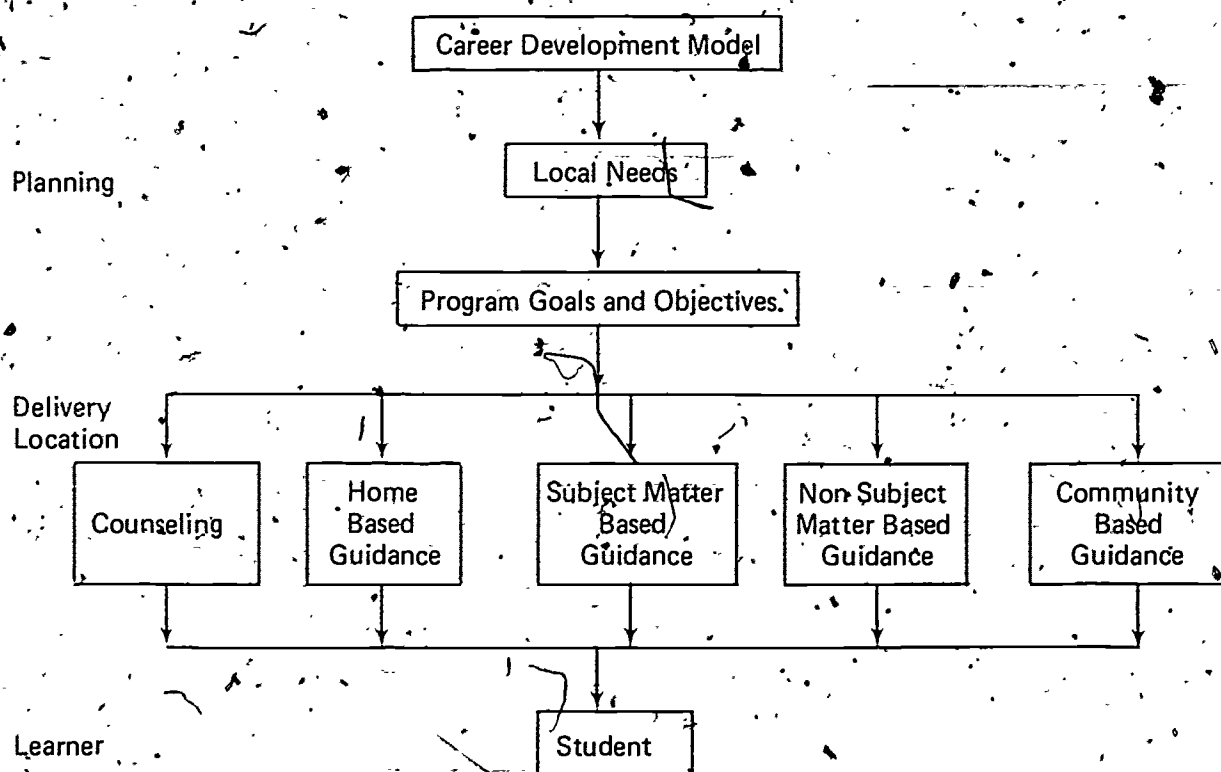 Career Development Model
Planning
Local Needs
Program Goals and Objectives.
Delivery
Location
Counseling
Home
Based
Guidance
Subject Matter
Based
Guidance
Non Subject
Matter Based
Guidance
Community
Based
Guidance
Learner
Student